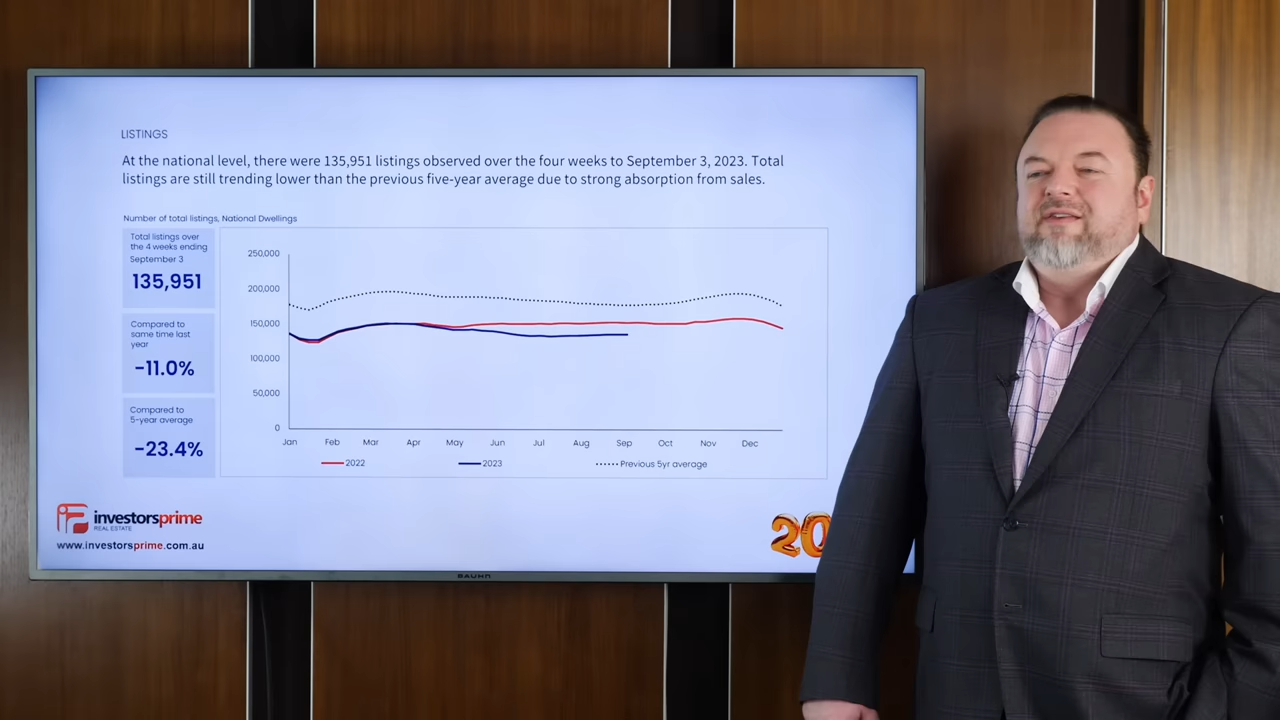 LISTINGS
At the national level, there were 135,951 listings observed over the four weeks to September 3, 2023. Total
listings are still trending lower than the previous five-year average due to strong absorption from sales.
Number of total listings, National Dwellings
Total listings over
the 4 weeks ending
September 3
135,951
Compared to
same time last
year
-11.0%
Compared to
5-year average
-23.4%
250,000
200,000
150,000
100,000
50,000
0
Jan Feb Mar Apr May Jun Jul Aug Sep Oct Nov Dec
2022 2023 Previous 5yr average
investorsprime
REAL ESTATE
www.investorsprime.com.au
20
BAUHN